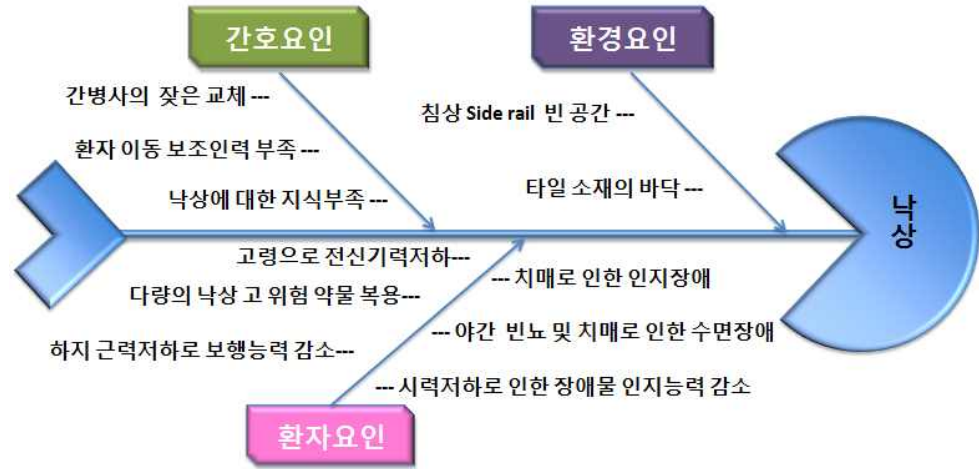 간호요인
환경요인
간병사의 잦은 교체 ---
환자 이동 보조인력 부족---
낙상에 대한 지식부족 ---
침상 Side rail 빈 공간 ---
타일 소재의 바닥 ---
낙상
고령으로 전신기력저하---
다량의 낙상 고 위험 약물 복용---
하지 근력저하로 보행능력 감소---
--- 치매로 인한 인지장애
--- 야간 빈뇨 및 치매로 인한 수면장애
--- 시력저하로 인한 장애물 인지능력 감소
환자요인